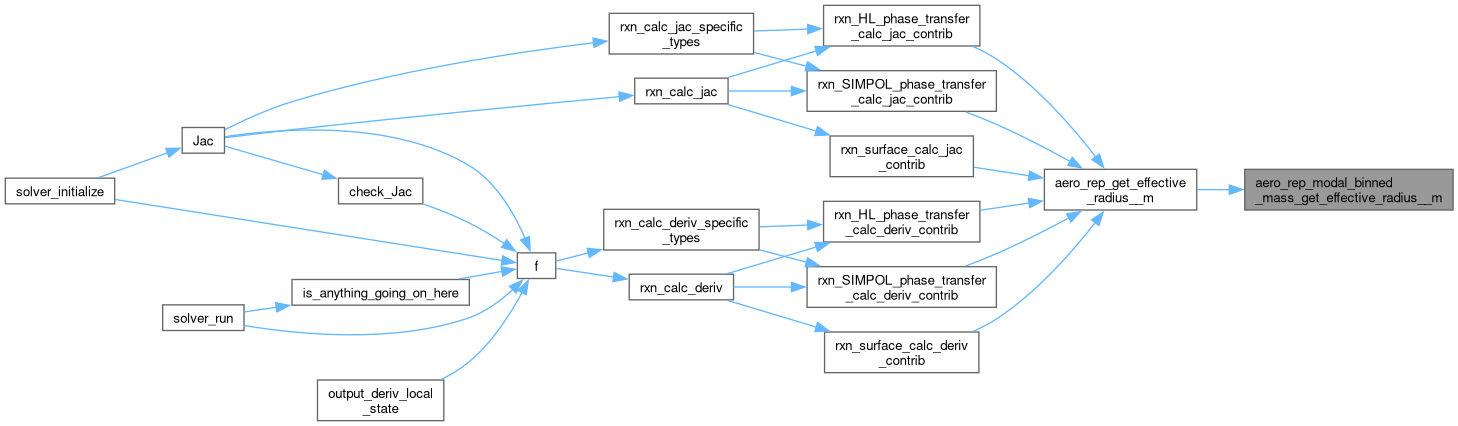 rxn_calc_jac_specific
_types
rxn_HL_phase_transfer
_calc_jac_contrib
rxn_calc_jac
rxn_SIMPOL_phase_transfer
_calc_jac_contrib
Jac
rxn_surface_calc_jac
_contrib
solver_initialize
check_Jac
aero_rep_get_effective
_radius__m
aero_rep_modal_binned
_mass_get_effective_radius__m
rxn_calc_deriv_specific
_types
rxn_HL_phase_transfer
_calc_deriv_contrib
f
is_anything_going_on_here
rxn_calc_deriv
rxn_SIMPOL_phase_transfer
_calc_deriv_contrib
solver_run
rxn_surface_calc_deriv
_contrib
output_deriv_local
_state